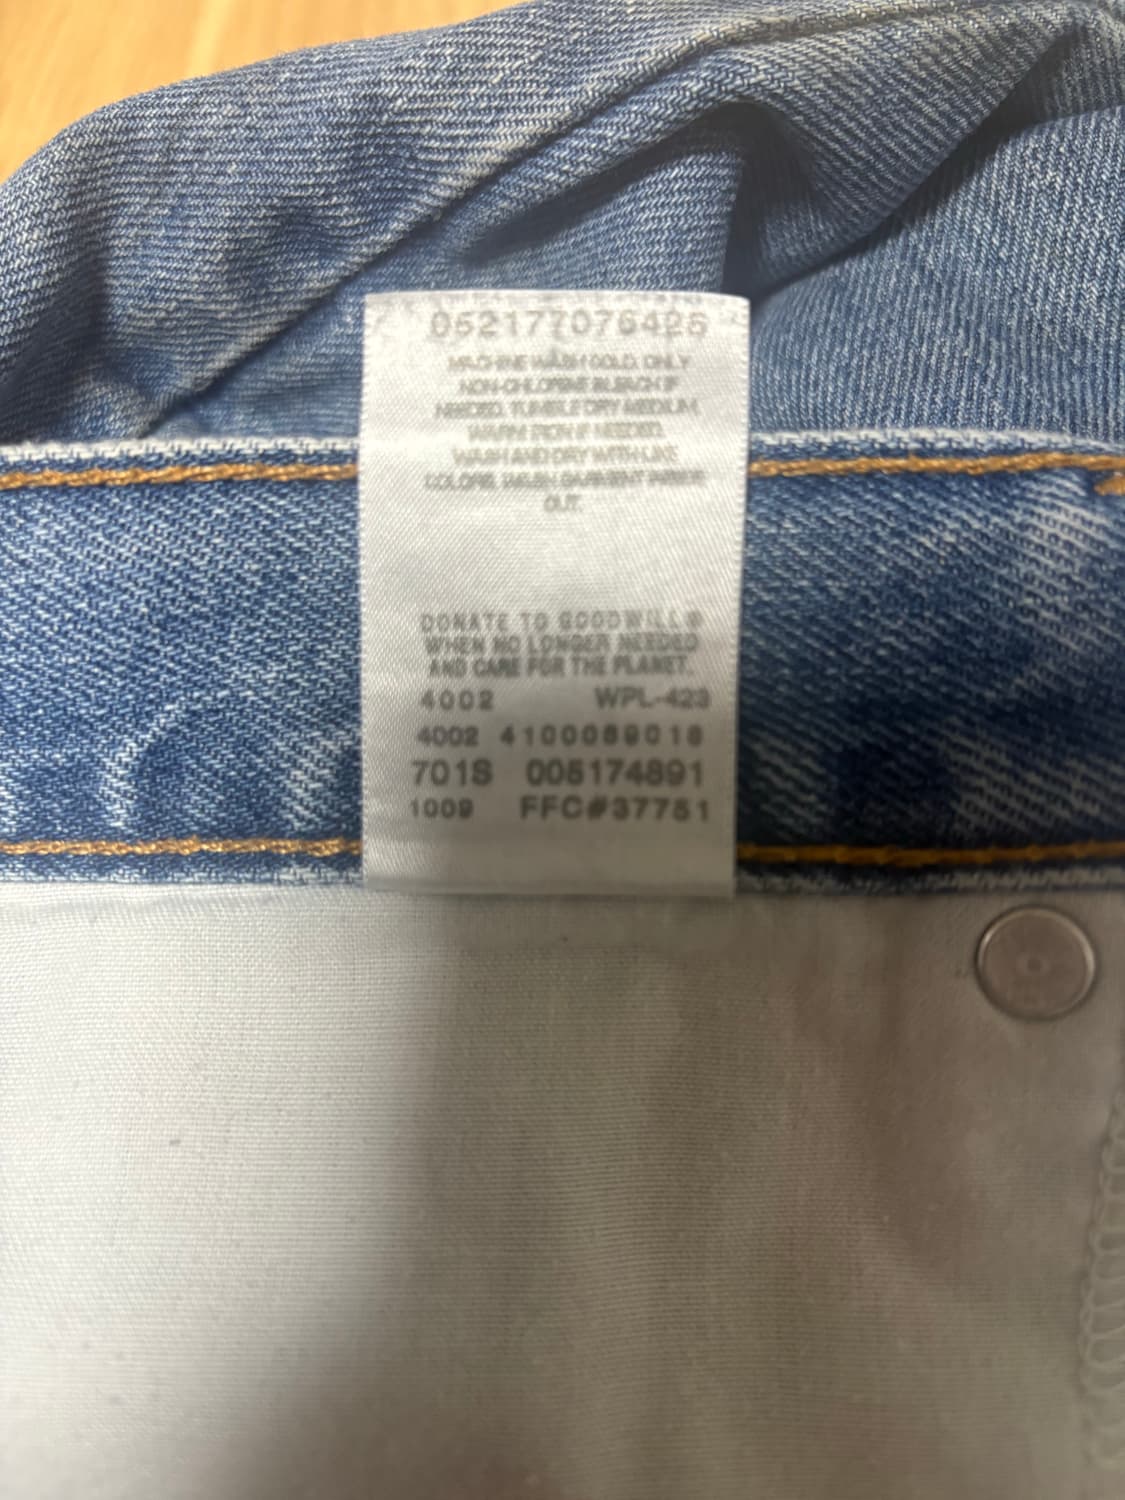 052177076426
MACHINE WASH COLD. ONLY
NON-CHLORINE BLEACH IF
NEEDED. TUMBLE DRY MEDIUM.
WARM IRON IF NEEDED.
WASH AND DRY WITH LIKE
COLORS. WASH GARMENT INSIDE
OUT.
DONATE TO GOODWILL®
WHEN NO LONGER NEEDED
AND CARE FOR THE PLANET.
4002 WPL-423
4002 4100089018
701S 005174891
1009 FFC#37751